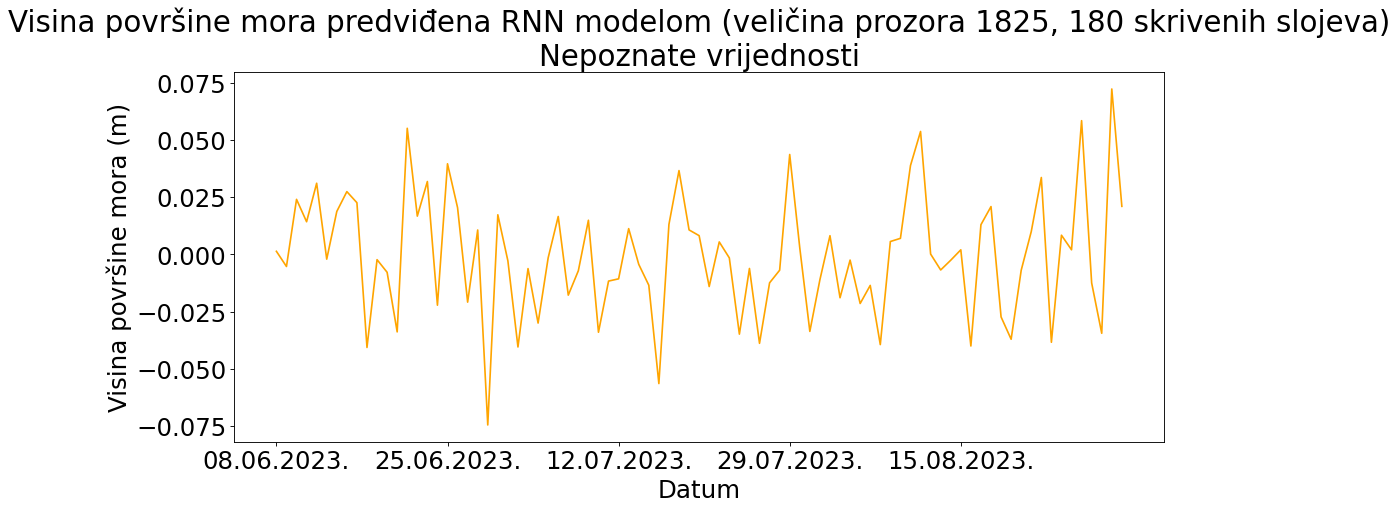 Visina površine mora predviđena RNN modelom (veličina prozora 1825, 180 skrivenih slojeva)
Nepoznate vrijednosti
Visina površine mora (m)
0.075
0.050
0.025
0.000
−0.025
−0.050
−0.075
08.06.2023. 25.06.2023. 12.07.2023. 29.07.2023. 15.08.2023.
Datum